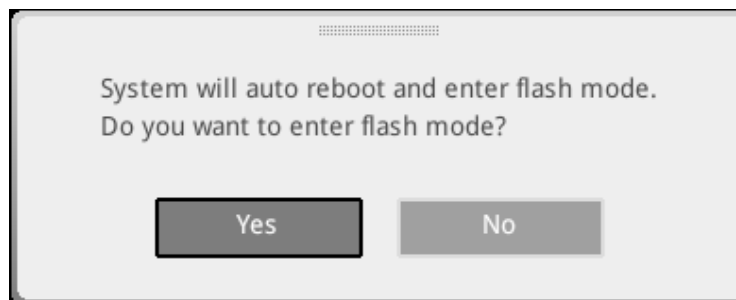 System will auto reboot and enter flash mode.
Do you want to enter flash mode?
Yes
No